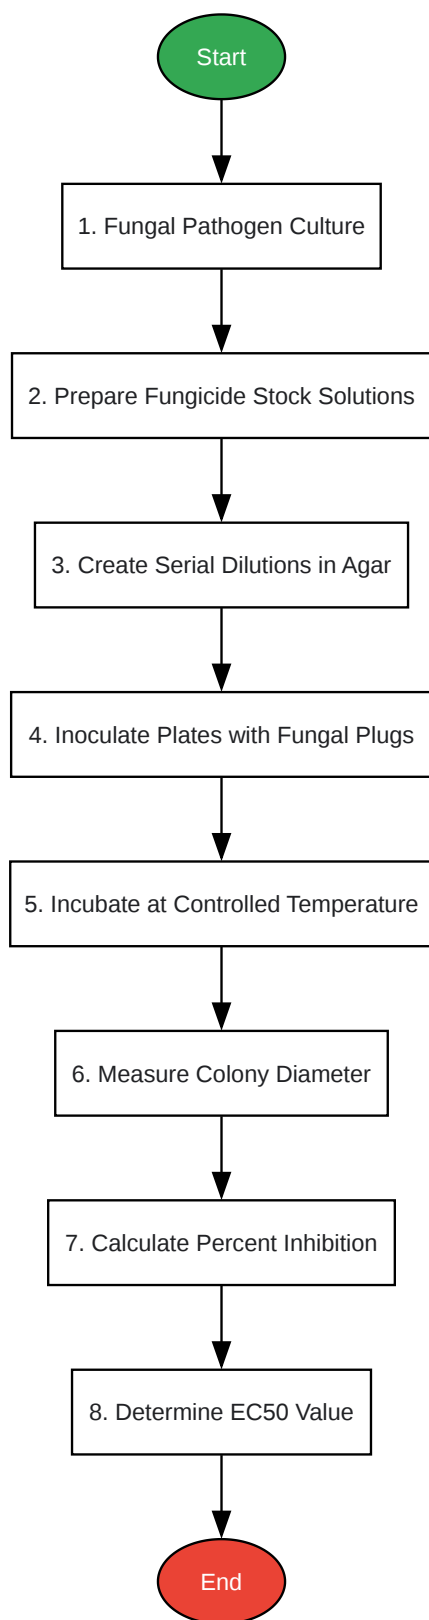 Start
1. Fungal Pathogen Culture
2. Prepare Fungicide Stock Solutions
3. Create Serial Dilutions in Agar
4. Inoculate Plates with Fungal Plugs
5. Incubate at Controlled Temperature
6. Measure Colony Diameter
7. Calculate Percent Inhibition
8. Determine EC50 Value
End